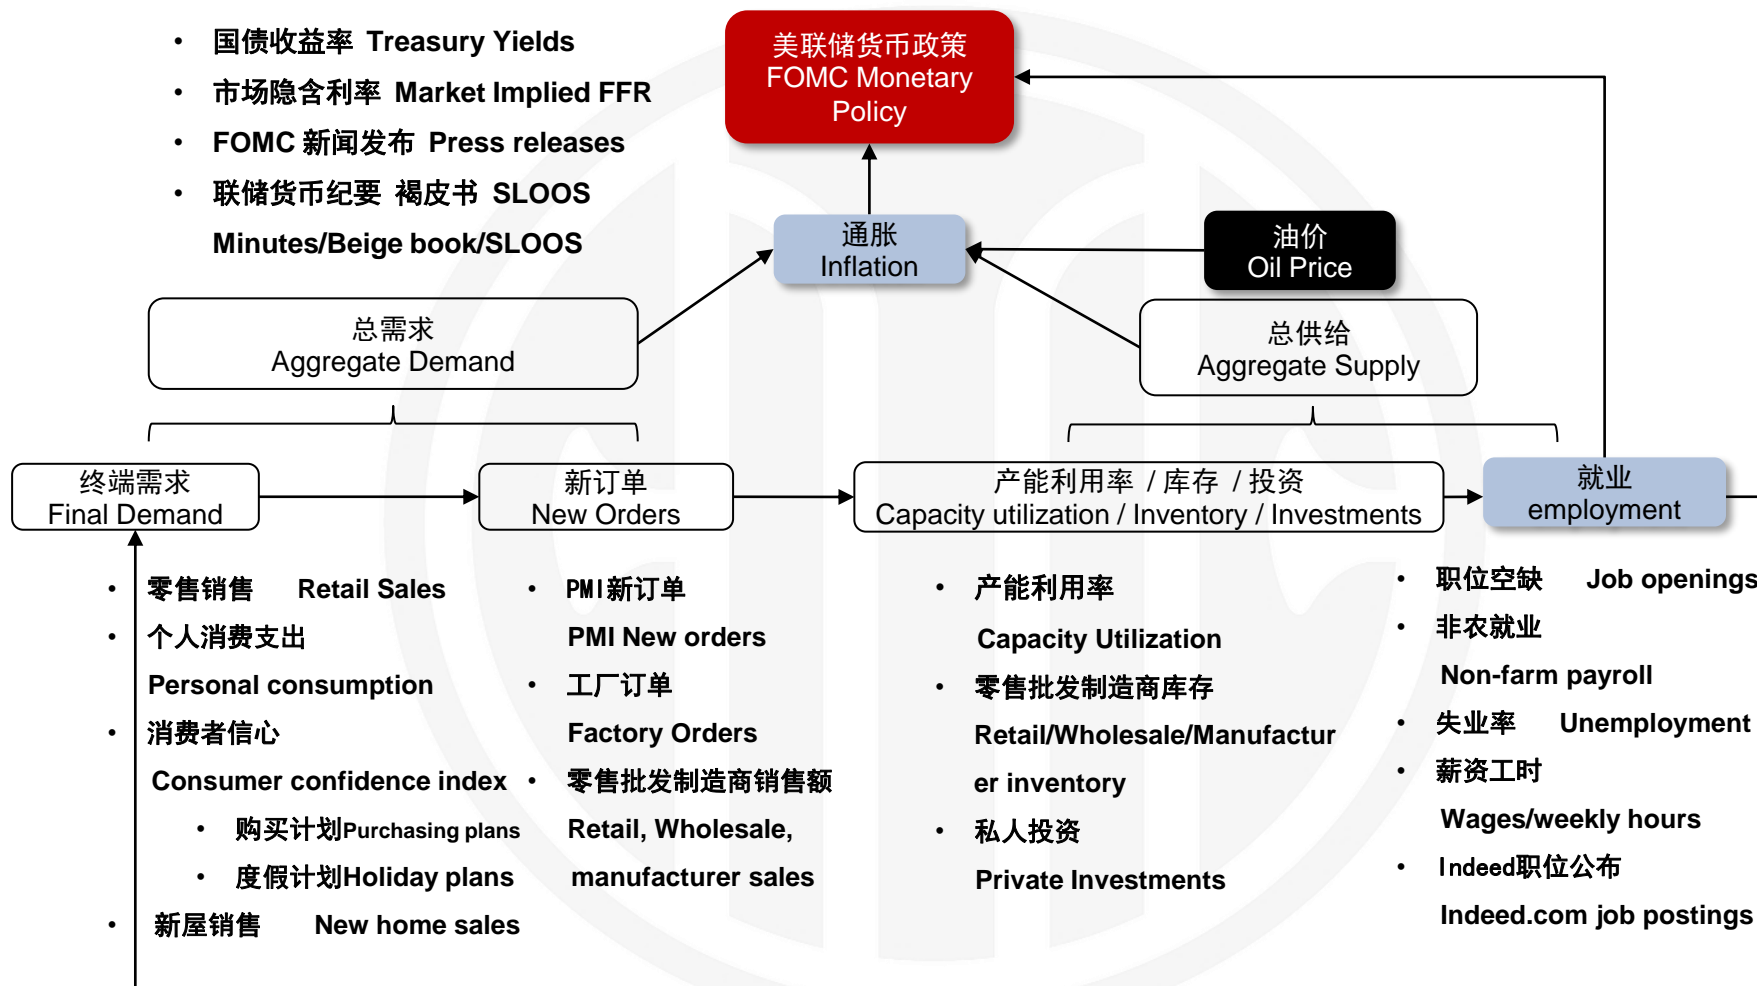 • 国债收益率 Treasury Yields
• 市场隐含利率 Market Implied FFR
• FOMC 新闻发布 Press releases
• 联储货币纪要 褐皮书 SLOOS
Minutes/Beige book/SLOOS
美联储货币政策
FOMC Monetary
Policy
通胀
Inflation
油价
Oil Price
总需求
Aggregate Demand
总供给
Aggregate Supply
终端需求
Final Demand
新订单
New Orders
产能利用率 / 库存 / 投资
Capacity utilization / Inventory / Investments
就业
employment
• 零售销售 Retail Sales
• 个人消费支出
Personal consumption
• 消费者信心
Consumer confidence index
• 购买计划Purchasing plans
• 度假计划Holiday plans
• 新屋销售 New home sales
• PMI新订单
PMI New orders
• 工厂订单
Factory Orders
• 零售批发制造商销售额
Retail, Wholesale,
manufacturer sales
• 产能利用率
Capacity Utilization
• 零售批发制造商库存
Retail/Wholesale/Manufactur
er inventory
• 私人投资
Private Investments
• 职位空缺 Job openings
• 非农就业
Non-farm payroll
• 失业率 Unemployment
• 薪资工时
Wages/weekly hours
• Indeed职位公布
Indeed.com job postings